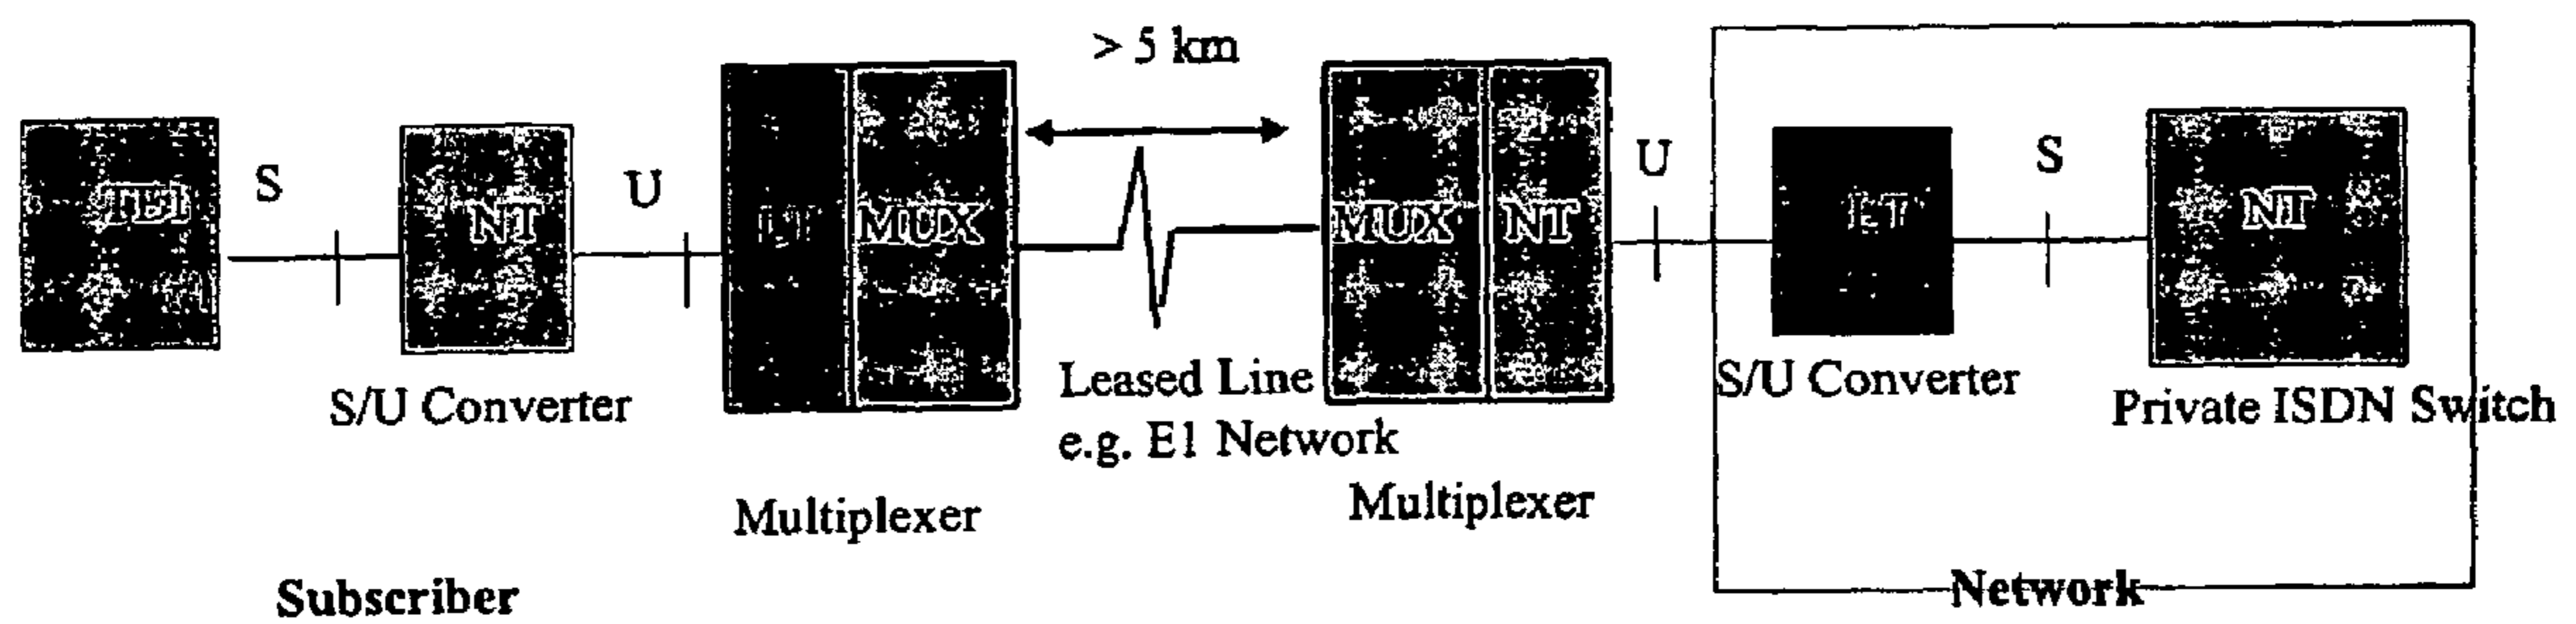 > 5 km
TE1
S
NT
U
LT
MUX
MUX
NT
U
LT
S
NT
S/U Converter
Leased Line
e.g. E1 Network
S/U Converter
Private ISDN Switch
Multiplexer
Multiplexer
Subscriber
Network